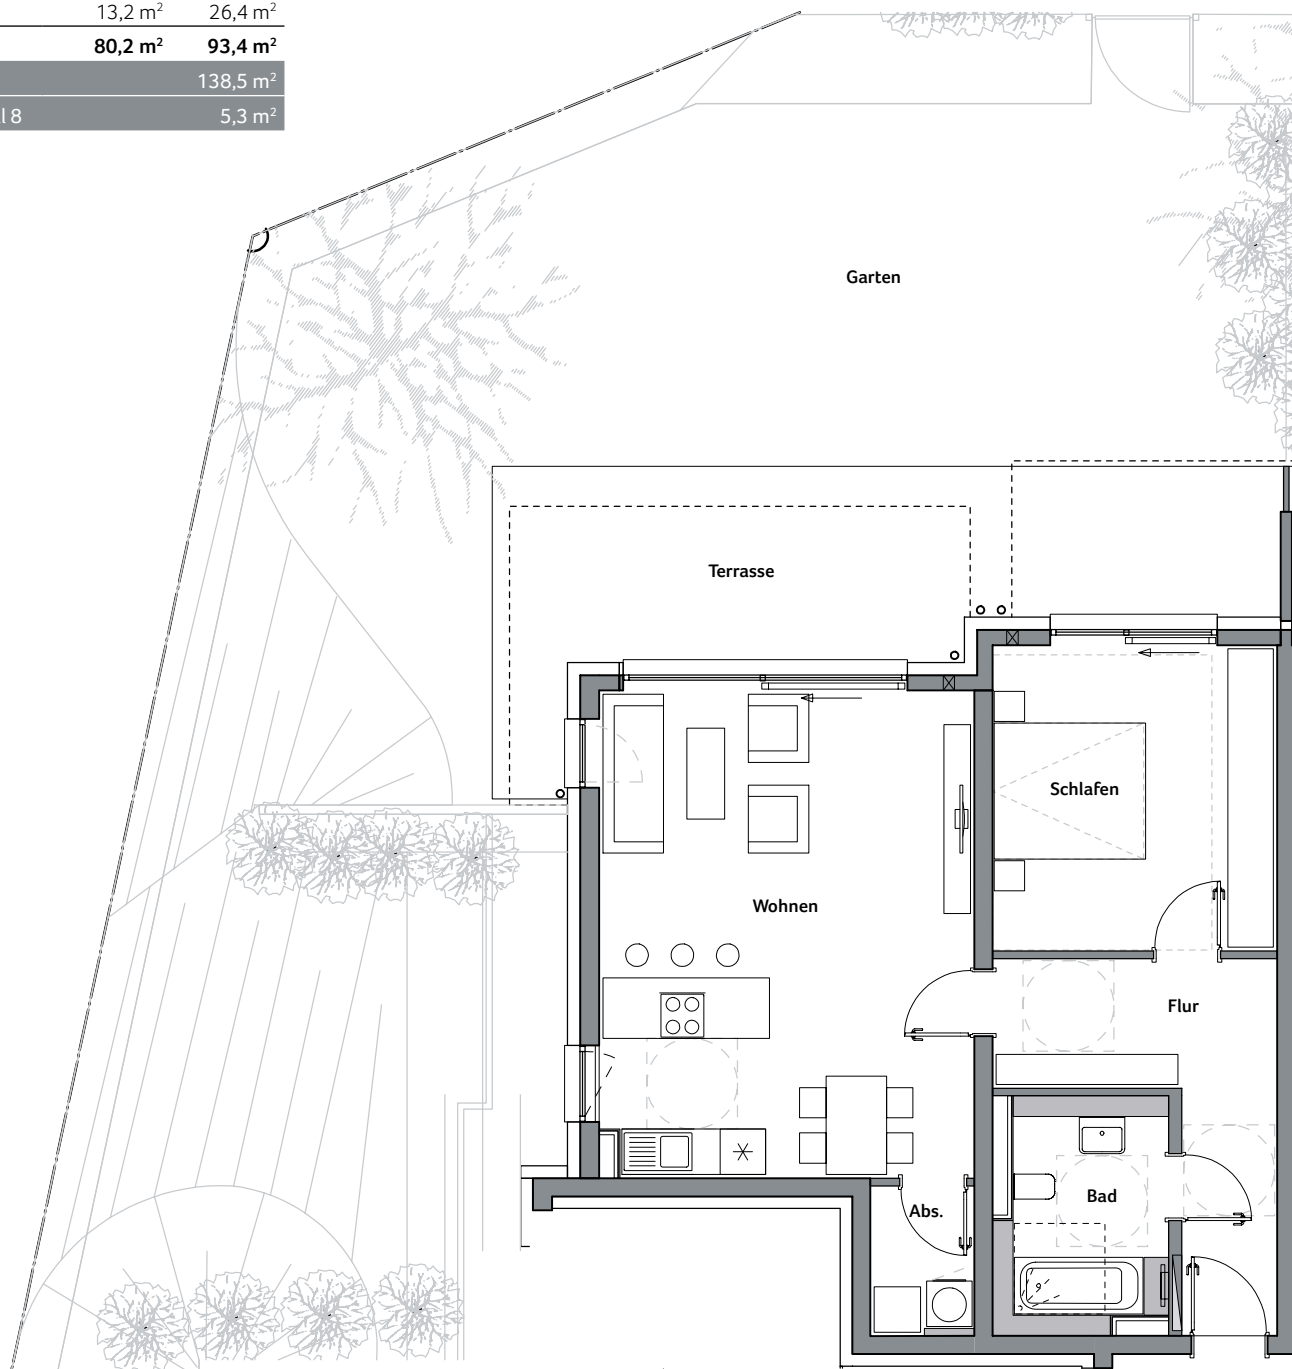 13,2 m² 26,4 m²
80,2 m² 93,4 m²
138,5 m²
l 8 5,3 m²
Garten
Terrasse
Schlafen
Wohnen
Flur
Bad
Abs.